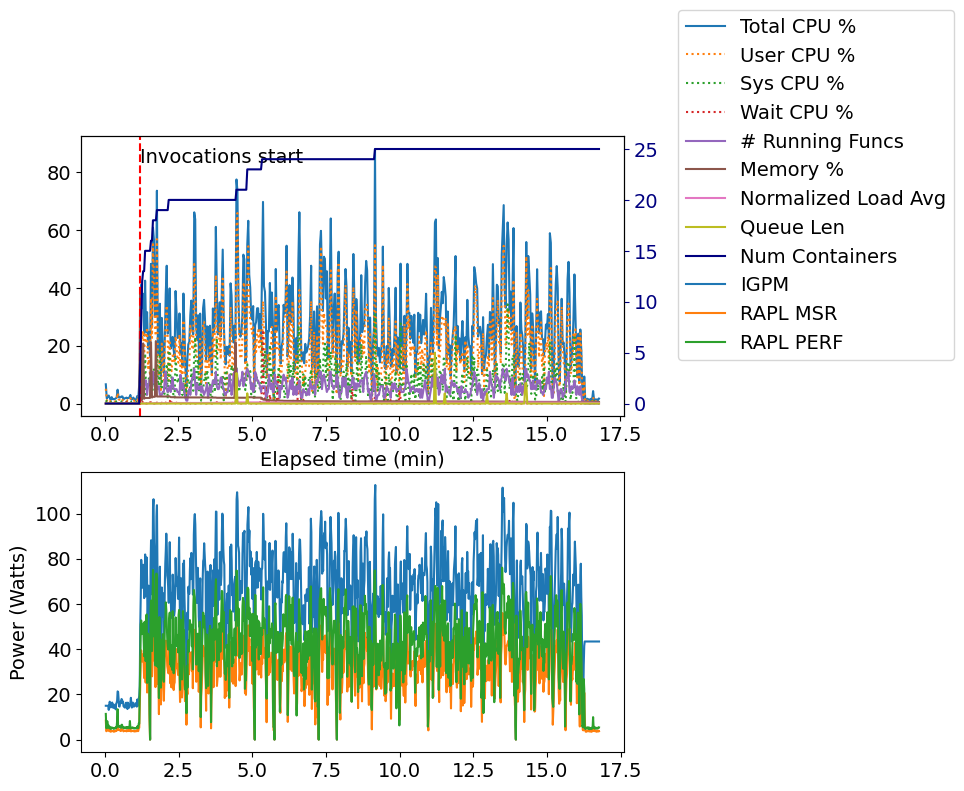 Total CPU %
User CPU %
Sys CPU %
Wait CPU %
# Running Funcs
Memory %
Normalized Load Avg
Queue Len
Num Containers
IGPM
RAPL MSR
RAPL PERF
Invocations start
80
60
40
20
0
25
20
15
10
5
0
0.0 2.5 5.0 7.5 10.0 12.5 15.0 17.5
Elapsed time (min)
Power (Watts)
100
80
60
40
20
0
0.0 2.5 5.0 7.5 10.0 12.5 15.0 17.5